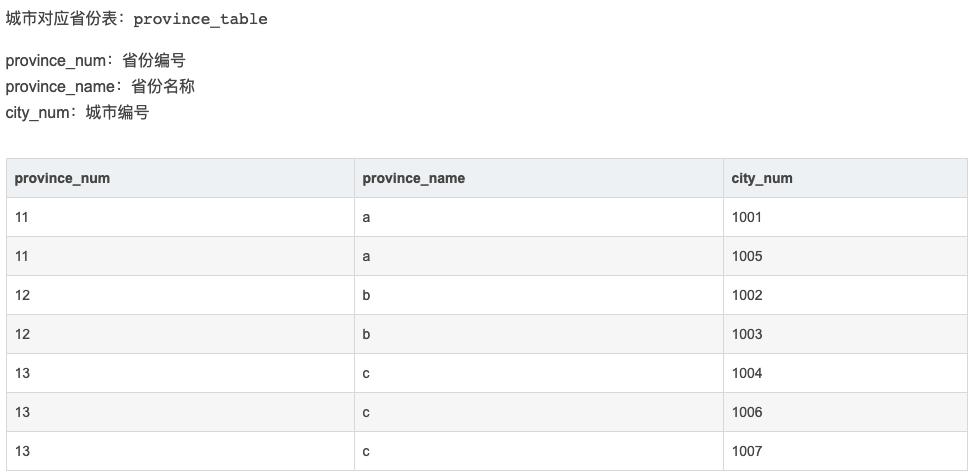 城市对应省份表：province_table
province_num：省份编号
province_name：省份名称
city_num：城市编号
province_num province_name city_num
11 a 1001
11 a 1005
12 b 1002
12 b 1003
13 c 1004
13 c 1006
13 c 1007